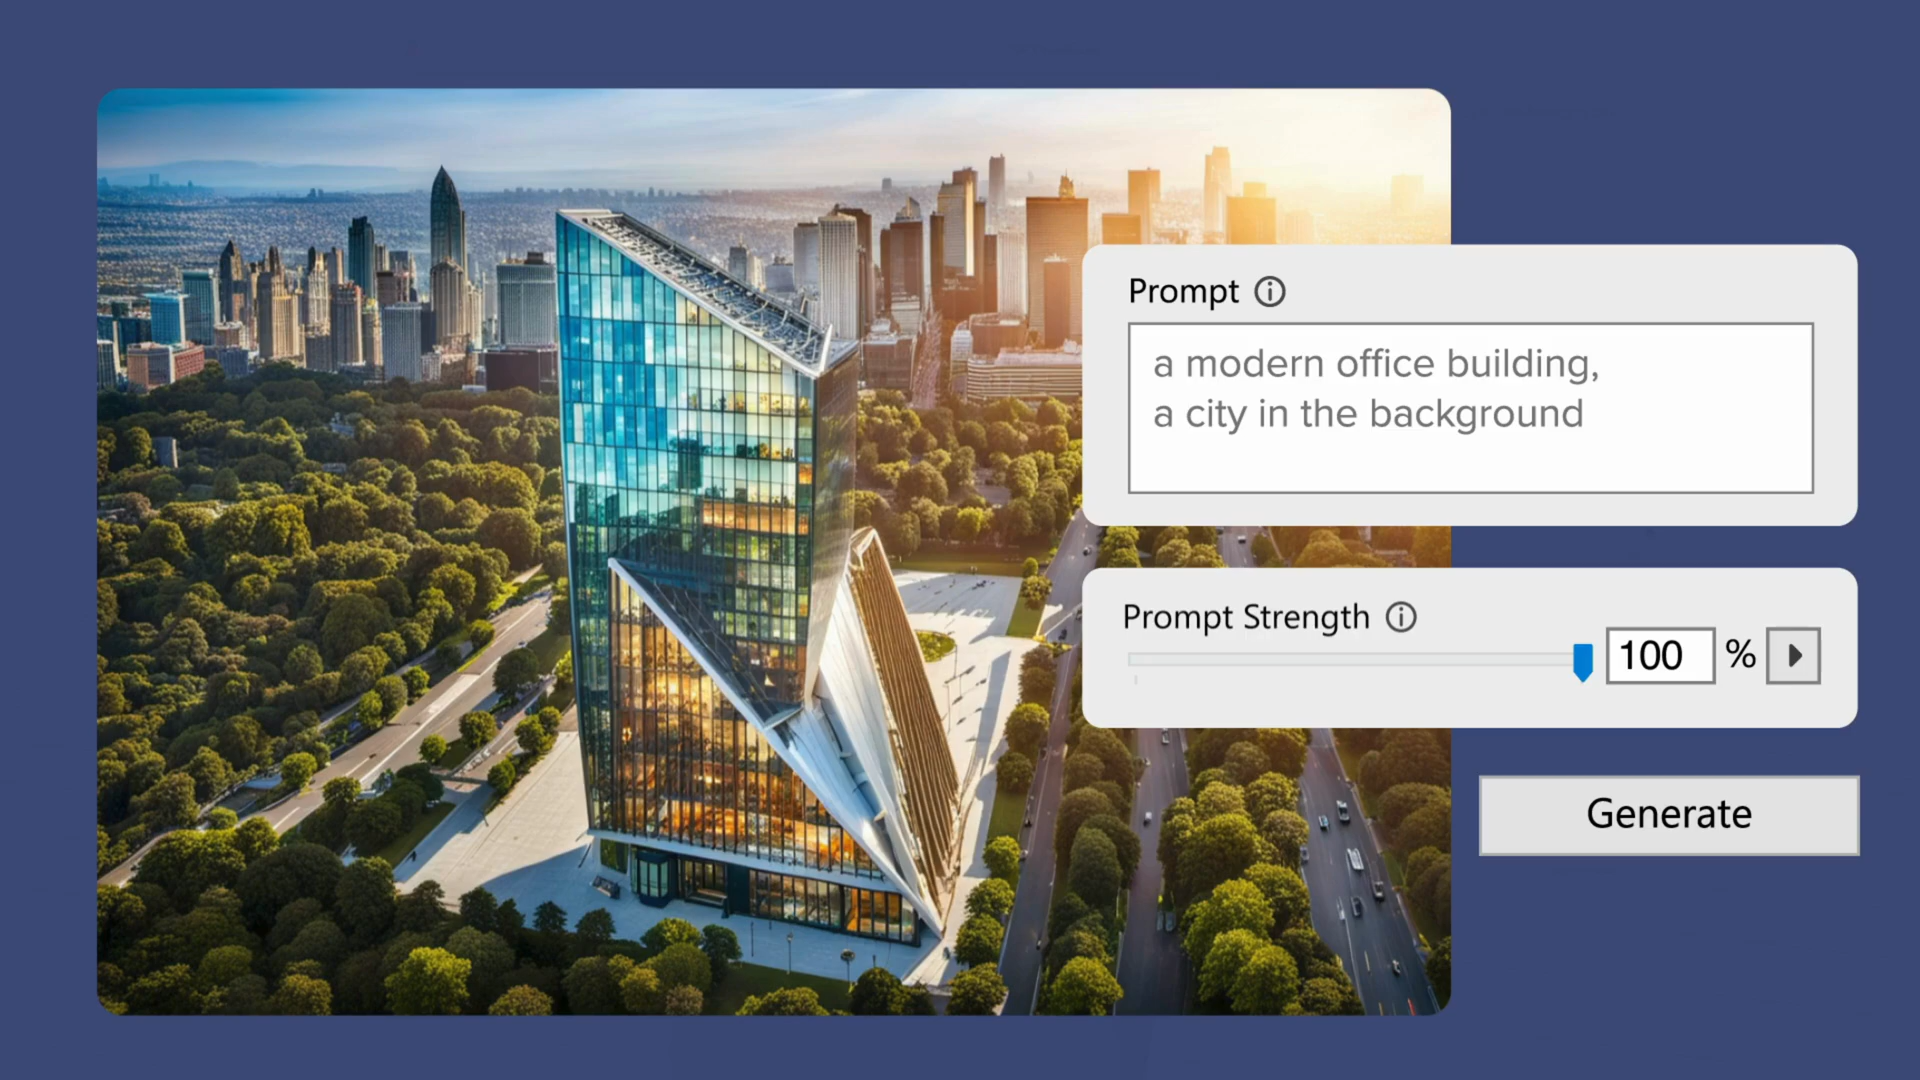 Prompt
a modern office building,
a city in the background
Prompt Strength
100 %
Generate